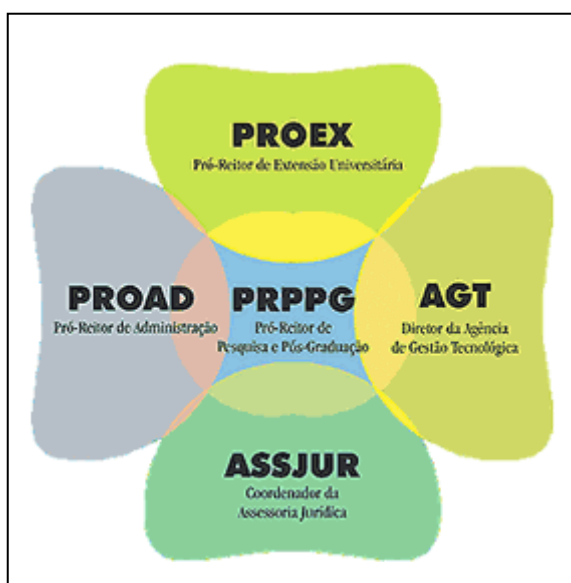 PROEX
Pró-Reitor de Extensão Universitária
PROAD
Pró-Reitor de Administração
PRPPG
Pró-Reitor de
Pesquisa e Pós-Graduação
AGT
Diretor da Agência
de Gestão Tecnológica
ASSJUR
Coordenador da
Assessoria Jurídica